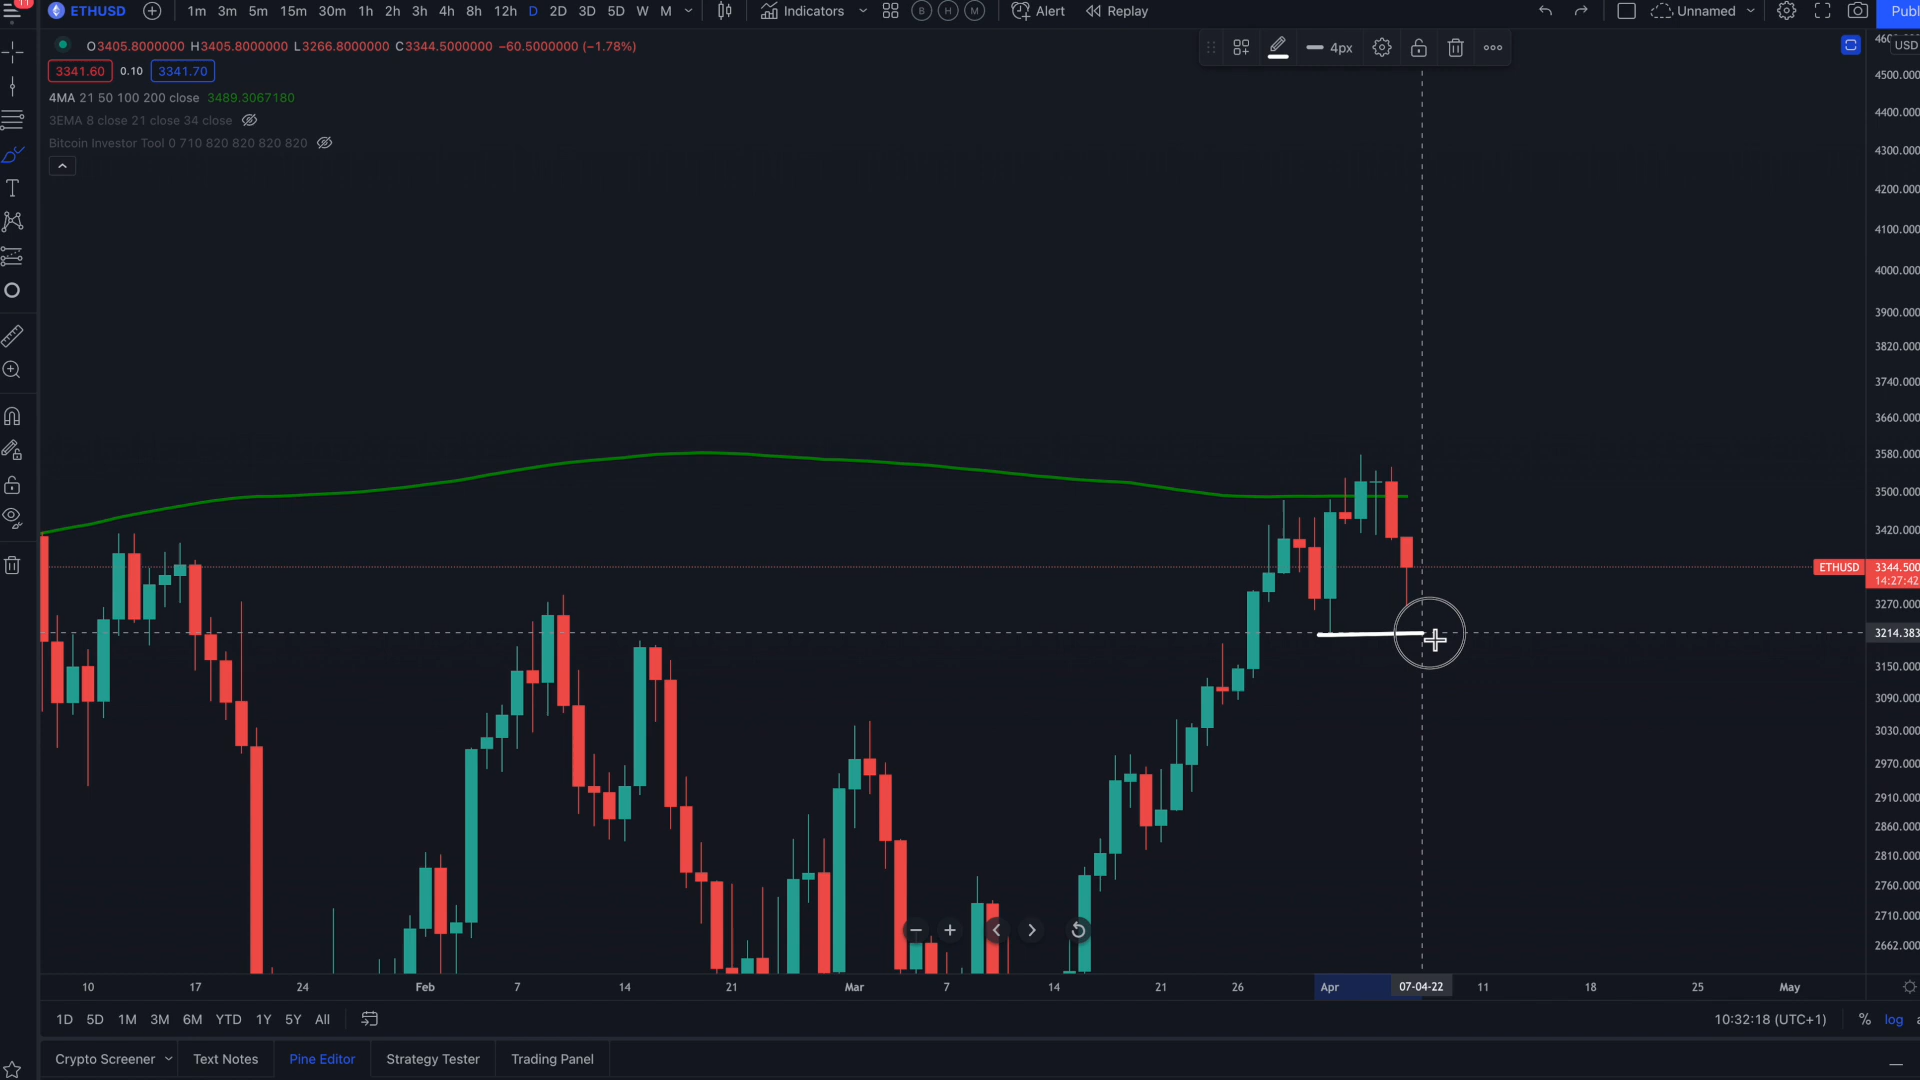 11
ETHUSD 1m 3m 5m 15m 30m 1h 2h 3h 4h 8h 12h D 2D 3D 5D W M Indicators B H M Alert Replay Unnamed Publ
O3405.8000000 H3405.8000000 L3266.8000000 C3344.5000000 −60.5000000 (−1.78%)
4px
USD
3341.60 0.10 3341.70
4MA 21 50 100 200 close 3489.3067180
3EMA 8 close 21 close 34 close
Bitcoin Investor Tool 0 710 820 820 820 820
4500.000
4400.000
4300.000
4200.000
4100.000
4000.000
3900.000
3820.000
3740.000
3660.000
3580.000
3500.000
3420.000
ETHUSD 3344.500
14:27:42
3270.000
3214.383
3150.000
3090.000
3030.000
2970.000
2910.000
2860.000
2810.000
2760.000
2710.000
2662.000
10 17 24 Feb 7 14 21 Mar 7 14 21 26 Apr 07-04-22 11 18 25 May
1D 5D 1M 3M 6M YTD 1Y 5Y All 10:32:18 (UTC+1) % log a
Crypto Screener Text Notes Pine Editor Strategy Tester Trading Panel